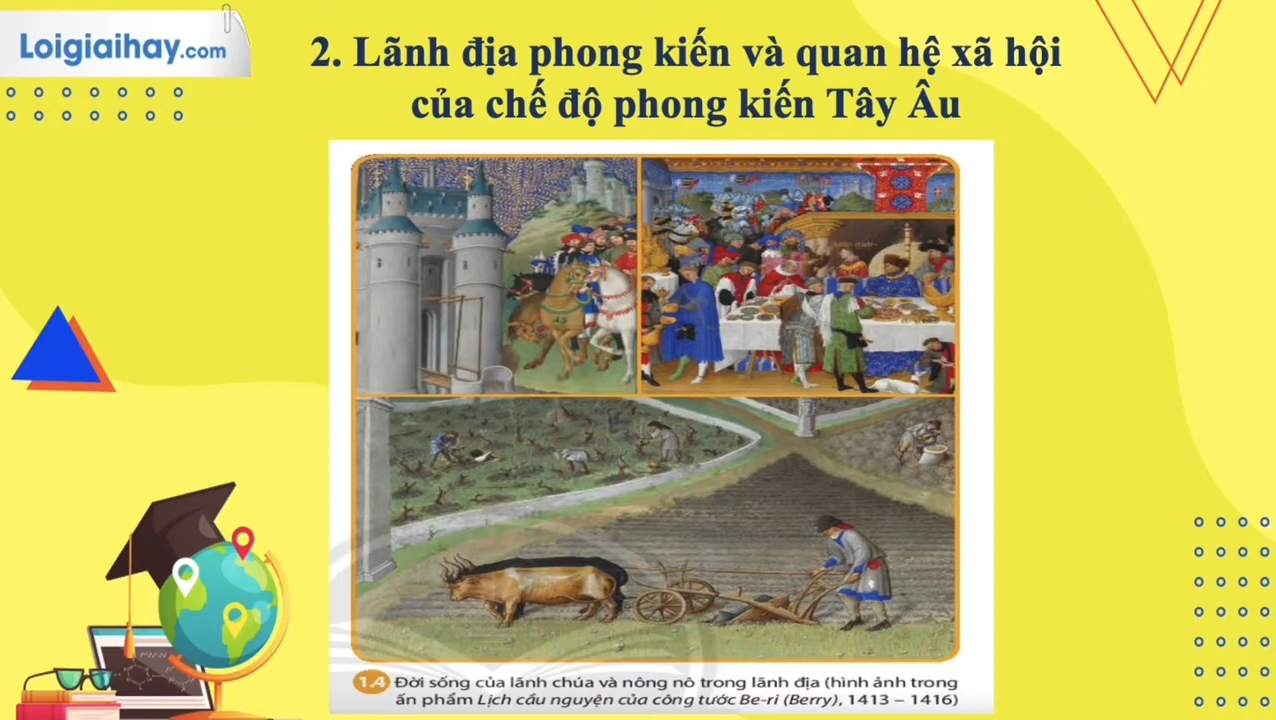 Loigiaihay.com
2. Lãnh địa phong kiến và quan hệ xã hội
của chế độ phong kiến Tây Âu
1.4 Đời sống của lãnh chúa và nông nô trong lãnh địa (hình ảnh trong
ấn phẩm Lịch cầu nguyện của công tước Be-ri (Berry), 1413 – 1416)